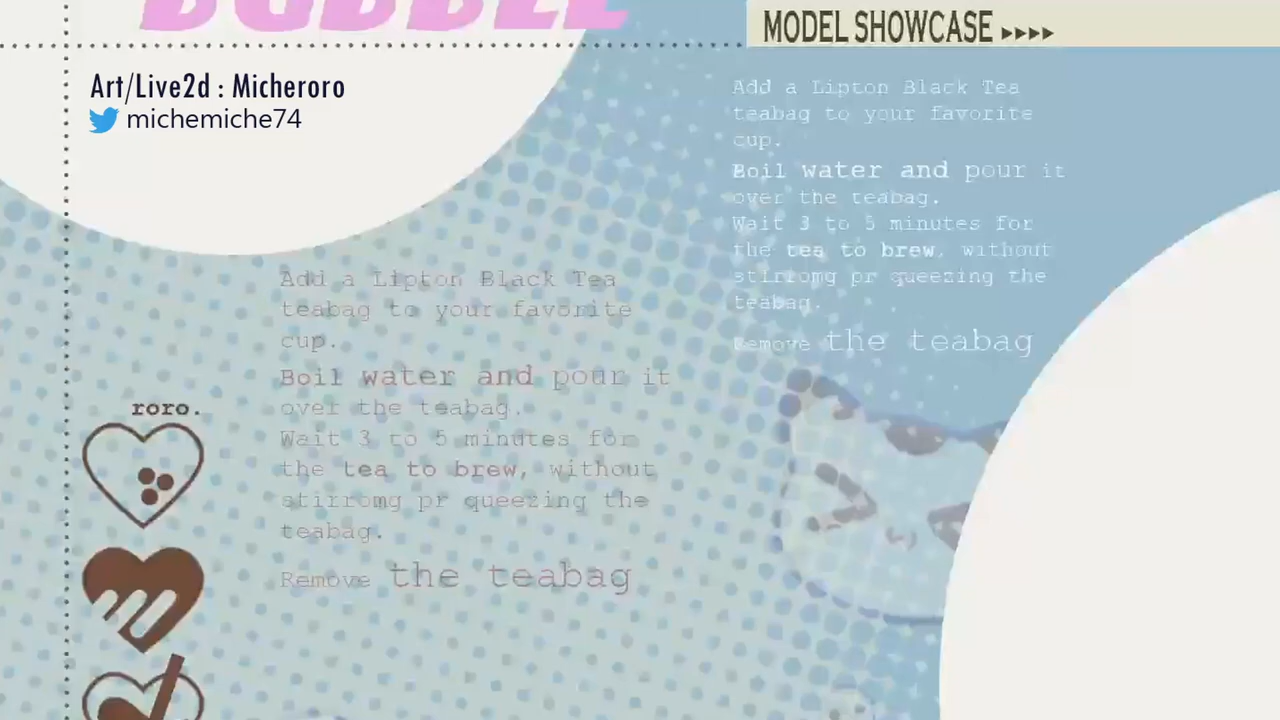 BUBBLE
MODEL SHOWCASE
Art/Live2d : Micheroro
michemiche74
Add a Lipton Black Tea
teabag to your favorite
cup.
Boil water and pour it
over the teabag.
Wait 3 to 5 minutes for
the tea to brew, without
stirromg pr queezing the
teabag.
Remove the teabag
Add a Lipton Black Tea
teabag to your favorite
cup.
Boil water and pour it
over the teabag.
Wait 3 to 5 minutes for
the tea to brew, without
stirromg pr queezing the
teabag.
Remove the teabag
roro.